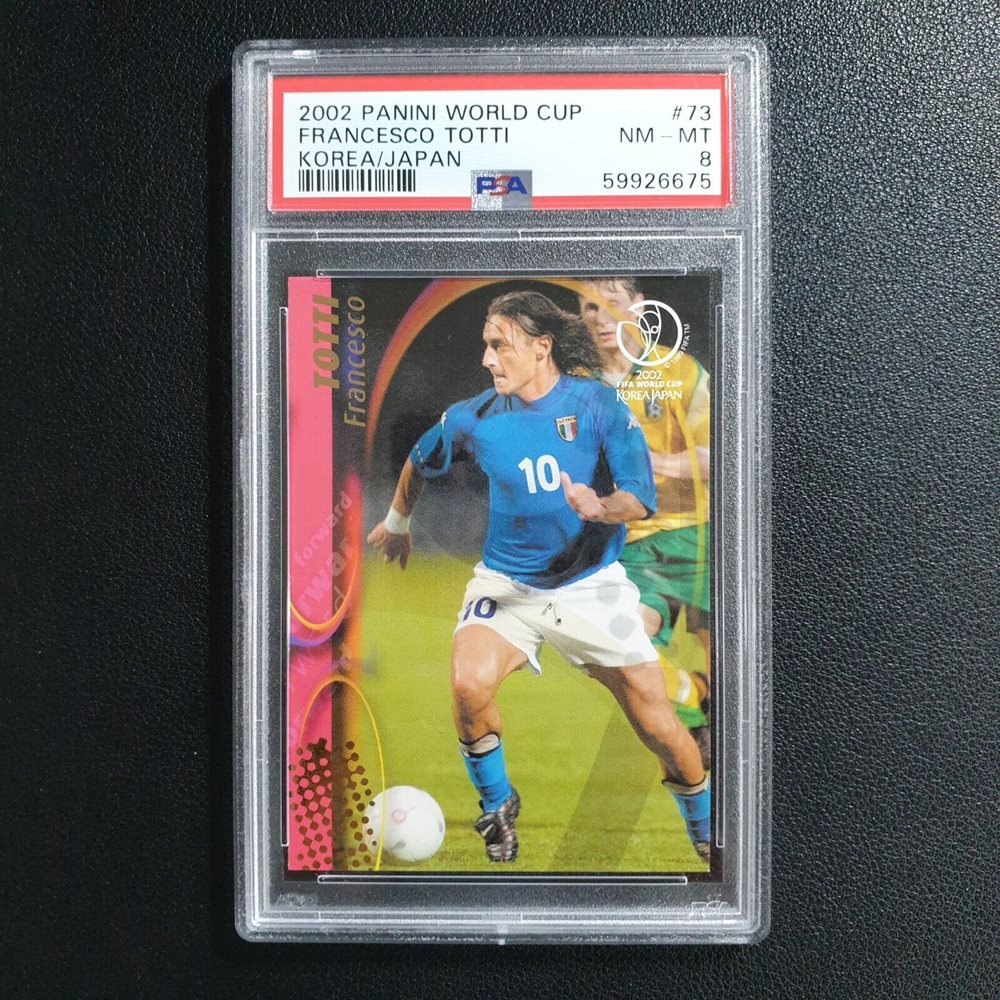 2002 PANINI WORLD CUP #73
FRANCESCO TOTTI NM - MT
KOREA/JAPAN 8
PSA 59926675
TOTTI
Francesco
forward
2002
FIFA WORLD CUP
KOREA JAPAN
10
10